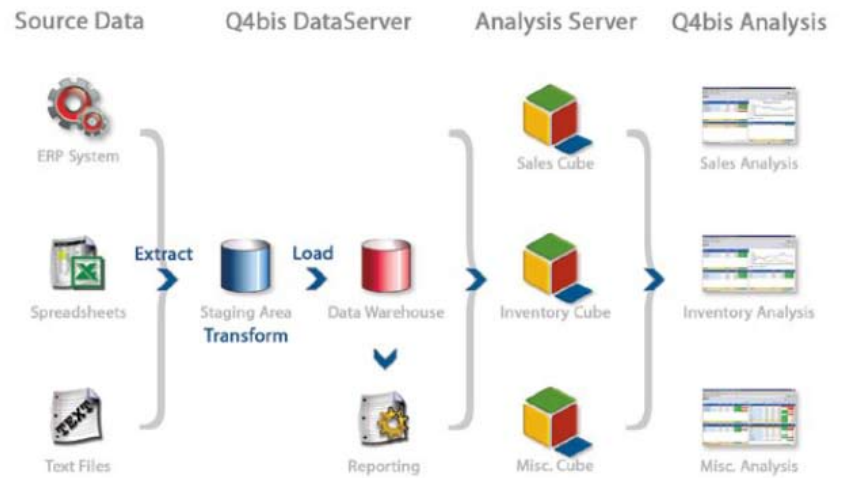 Source Data
Q4bis DataServer
Analysis Server
Q4bis Analysis
ERP System
Sales Cube
Sales Analysis
Extract
Load
Spreadsheets
Staging Area
Data Warehouse
Inventory Cube
Inventory Analysis
Transform
TEXT
Text Files
Reporting
Misc. Cube
Misc. Analysis